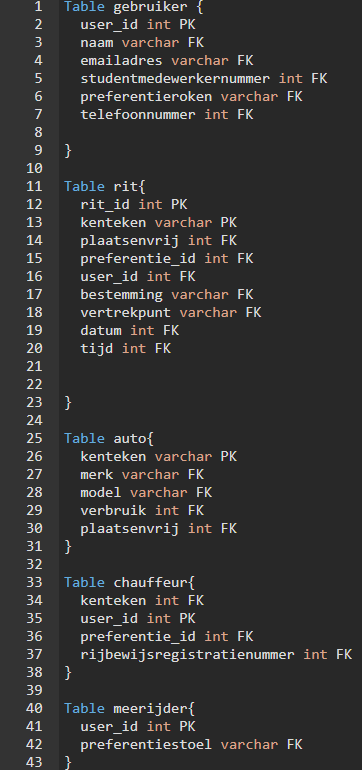 1 Table gebruiker {
2 user_id int PK
3 naam varchar FK
4 emailadres varchar FK
5 studentmedewerkernummer int FK
6 preferentieroken varchar FK
7 telefoonnummer int FK
8
9 }
10
11 Table rit{
12 rit_id int PK
13 kenteken varchar PK
14 plaatsenvrij int FK
15 preferentie_id int FK
16 user_id int FK
17 bestemming varchar FK
18 vertrekpunt varchar FK
19 datum int FK
20 tijd int FK
21
22
23 }
24
25 Table auto{
26 kenteken varchar PK
27 merk varchar FK
28 model varchar FK
29 verbruik int FK
30 plaatsenvrij int FK
31 }
32
33 Table chauffeur{
34 kenteken int FK
35 user_id int PK
36 preferentie_id int FK
37 rijbewijsregistratienummer int FK
38 }
39
40 Table meerijder{
41 user_id int PK
42 preferentiestoel varchar FK
43 }